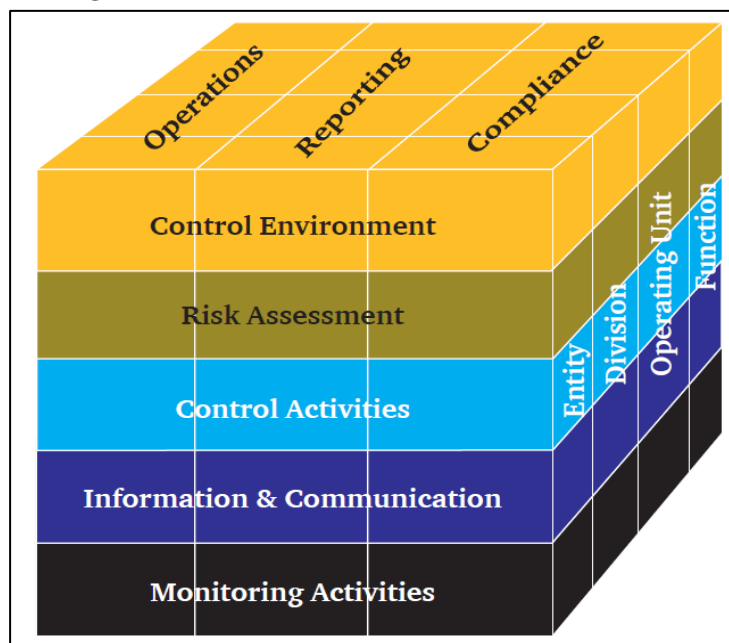 Operations
Reporting
Compliance
Control Environment
Risk Assessment
Control Activities
Information & Communication
Monitoring Activities
Entity
Division
Operating Unit
Function